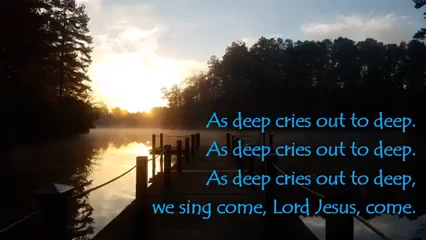 As deep cries out to deep.
As deep cries out to deep.
As deep cries out to deep,
we sing come, Lord Jesus, come.